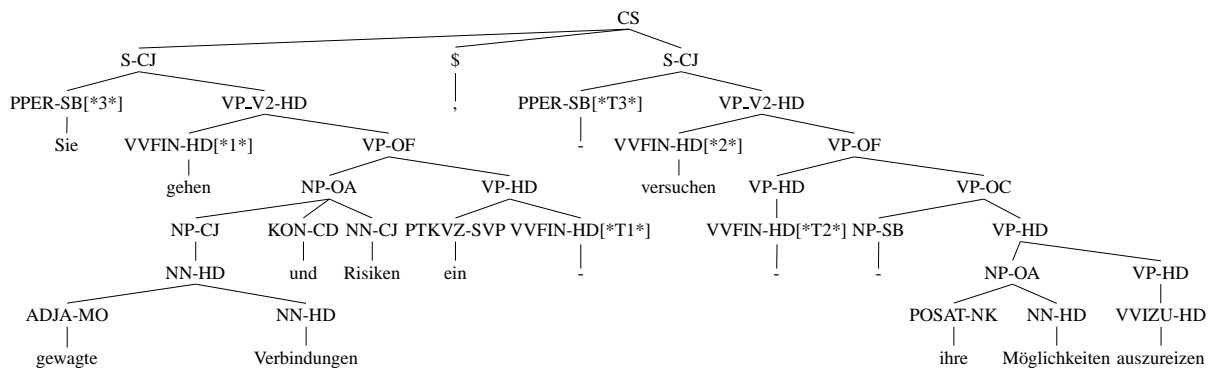 CS
S-CJ $ S-CJ
PPER-SB[*3*] VP_V2-HD , PPER-SB[*T3*] VP_V2-HD
Sie VVFIN-HD[*1*] VP-OF - VVFIN-HD[*2*] VP-OF
gehen NP-OA VP-HD versuchen VP-HD VP-OC
NP-CJ KON-CD NN-CJ PTKVZ-SVP VVFIN-HD[*T1*] VVFIN-HD[*T2*] NP-SB VP-HD
NN-HD und Risiken ein - - - NP-OA VP-HD
ADJA-MO NN-HD POSAT-NK NN-HD VVIZU-HD
gewagte Verbindungen ihre Möglichkeiten auszureizen